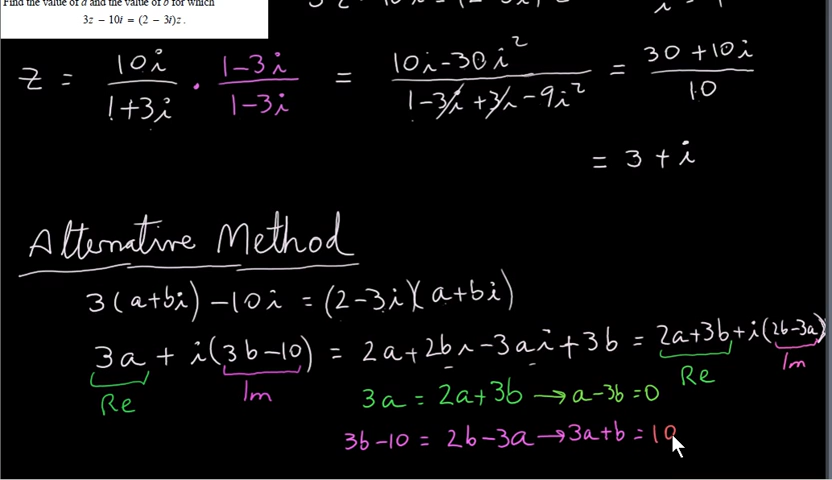 Find the value of a and the value of b for which
3z − 10i = (2 − 3i)z.
z = 10i/1+3i · 1−3i/1−3i = 10i−30i²/1−3i+3i−9i² = 30+10i/10
= 3 + i
Alternative Method
3(a+bi) −10i = (2−3i)(a+bi)
3a + i(3b−10) = 2a+2bi−3ai+3b = 2a+3b+i(2b−3a)
Re Im Re Im
3a = 2a+3b → a−3b=0
3b−10 = 2b−3a → 3a+b=10